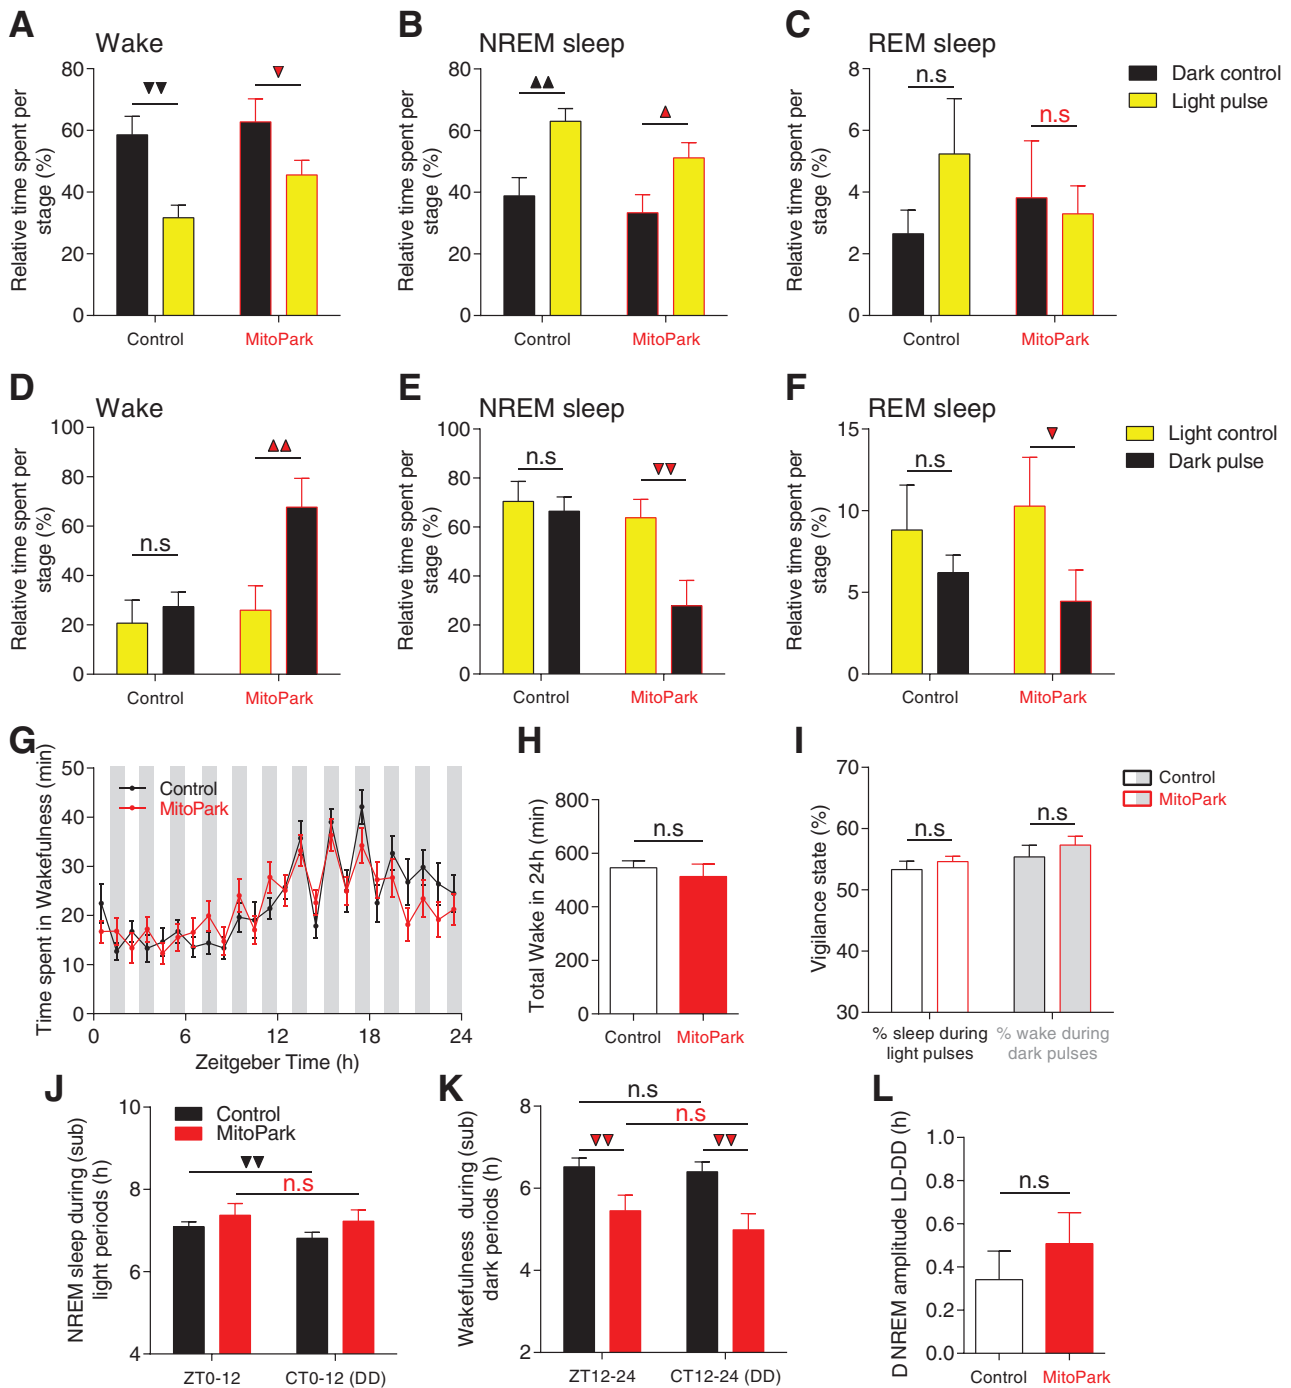 A
Wake
Relative time spent per
stage (%)
80
60
40
20
0
Control
MitoPark
B
NREM sleep
Relative time spent per
stage (%)
80
60
40
20
0
Control
MitoPark
C
REM sleep
Relative time spent per
stage (%)
8
6
4
2
0
n.s
n.s
Control
MitoPark
Dark control
Light pulse
D
Wake
Relative time spent per
stage (%)
100
80
60
40
20
0
n.s
Control
MitoPark
E
NREM sleep
Relative time spent per
stage (%)
100
80
60
40
20
0
n.s
Control
MitoPark
F
REM sleep
Relative time spent per
stage (%)
15
10
5
0
n.s
Control
MitoPark
Light control
Dark pulse
G
Time spent in Wakefulness (min)
50
40
30
20
10
0
Control
MitoPark
0
6
12
18
24
Zeitgeber Time (h)
H
Total Wake in 24h (min)
800
600
400
200
0
n.s
Control
MitoPark
I
Vigilance state (%)
70
60
50
40
30
n.s
n.s
% sleep during
light pulses
% wake during
dark pulses
Control
MitoPark
J
NREM sleep during (sub)
light periods (h)
10
8
6
4
Control
MitoPark
n.s
ZT0-12
CT0-12 (DD)
K
Wakefulness during (sub)
dark periods (h)
8
6
4
2
n.s
n.s
ZT12-24
CT12-24 (DD)
L
DNREM amplitude LD-DD (h)
1.0
0.8
0.6
0.4
0.2
0.0
n.s
Control
MitoPark